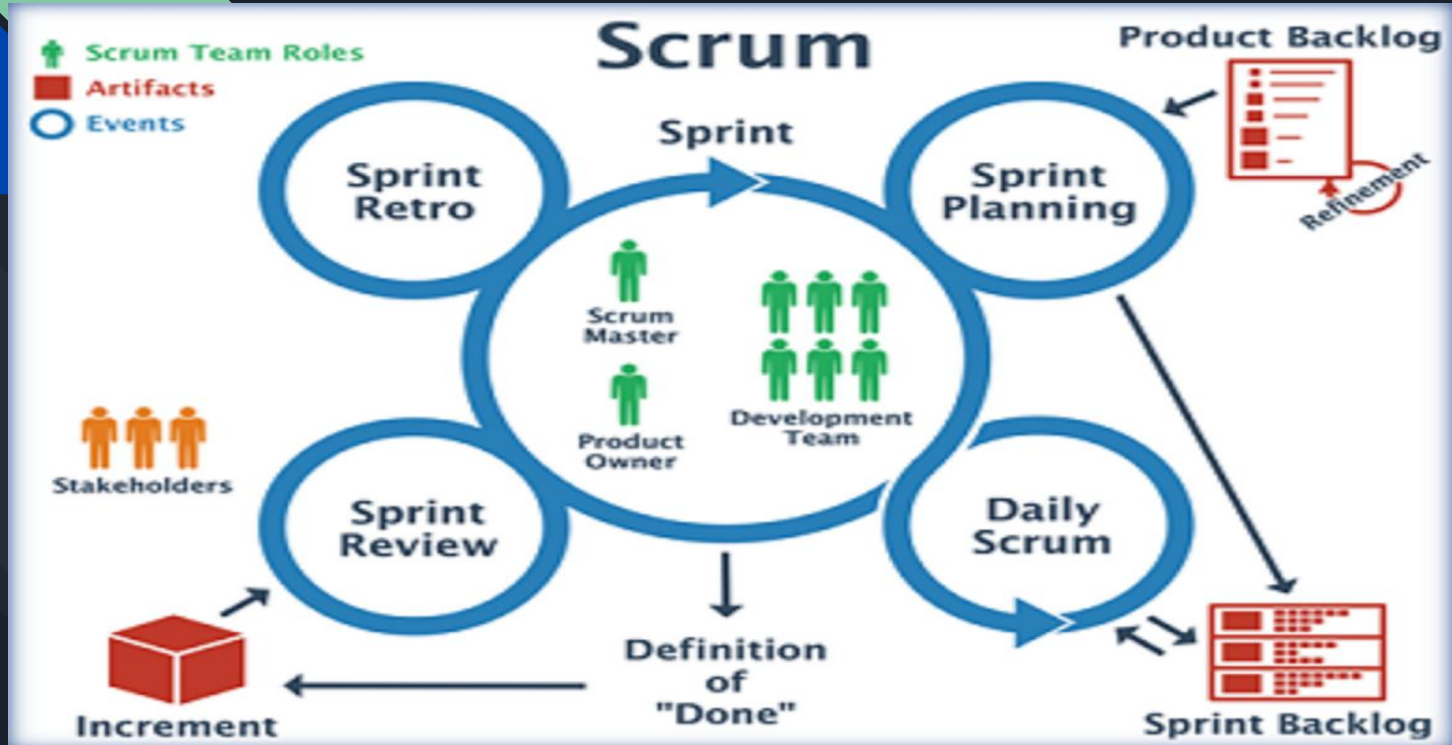 Scrum
Scrum Team Roles
Artifacts
Events
Product Backlog
Refinement
Sprint
Sprint
Retro
Sprint
Planning
Scrum
Master
Product
Owner
Development
Team
Stakeholders
Sprint
Review
Daily
Scrum
Definition
of
"Done"
Increment
Sprint Backlog